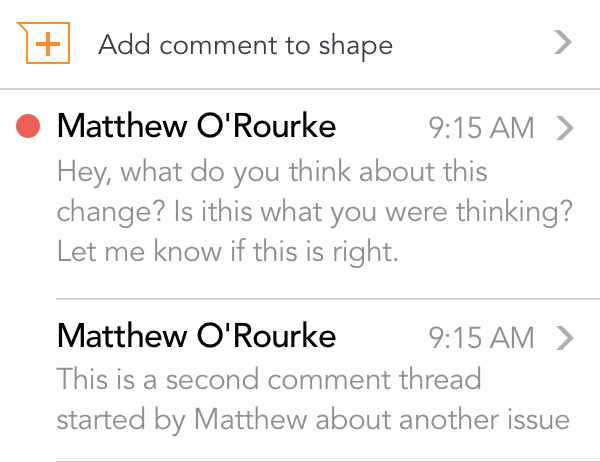 Add comment to shape
Matthew O'Rourke 9:15 AM
Hey, what do you think about this
change? Is ithis what you were thinking?
Let me know if this is right.
Matthew O'Rourke 9:15 AM
This is a second comment thread
started by Matthew about another issue